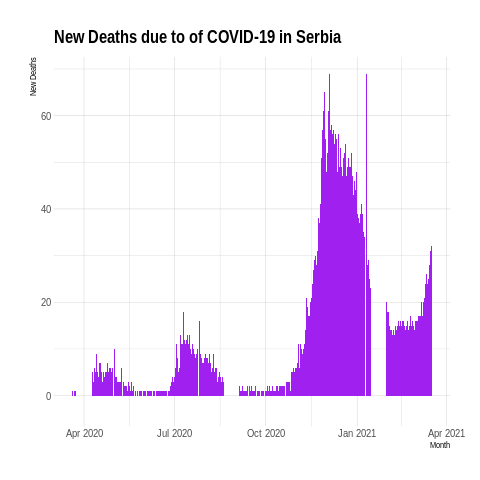 New Deaths due to of COVID-19 in Serbia
New Deaths
60
40
20
0
Apr 2020
Jul 2020
Oct 2020
Jan 2021
Apr 2021
Month